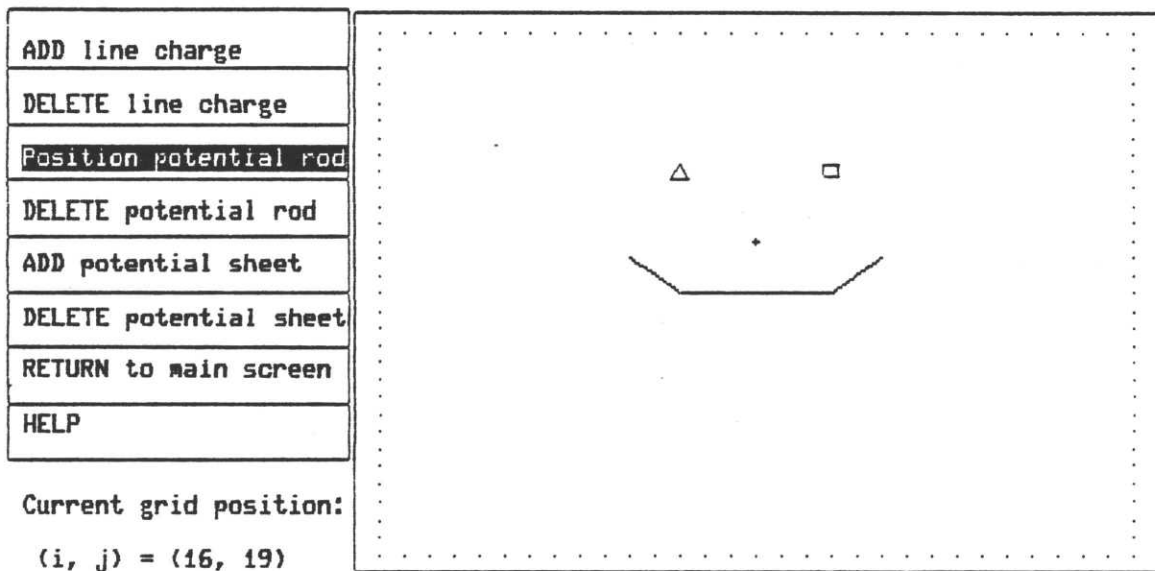 ADD line charge
DELETE line charge
Position potential rod
DELETE potential rod
ADD potential sheet
DELETE potential sheet
RETURN to main screen
HELP
Current grid position:
(i, j) = (16, 19)